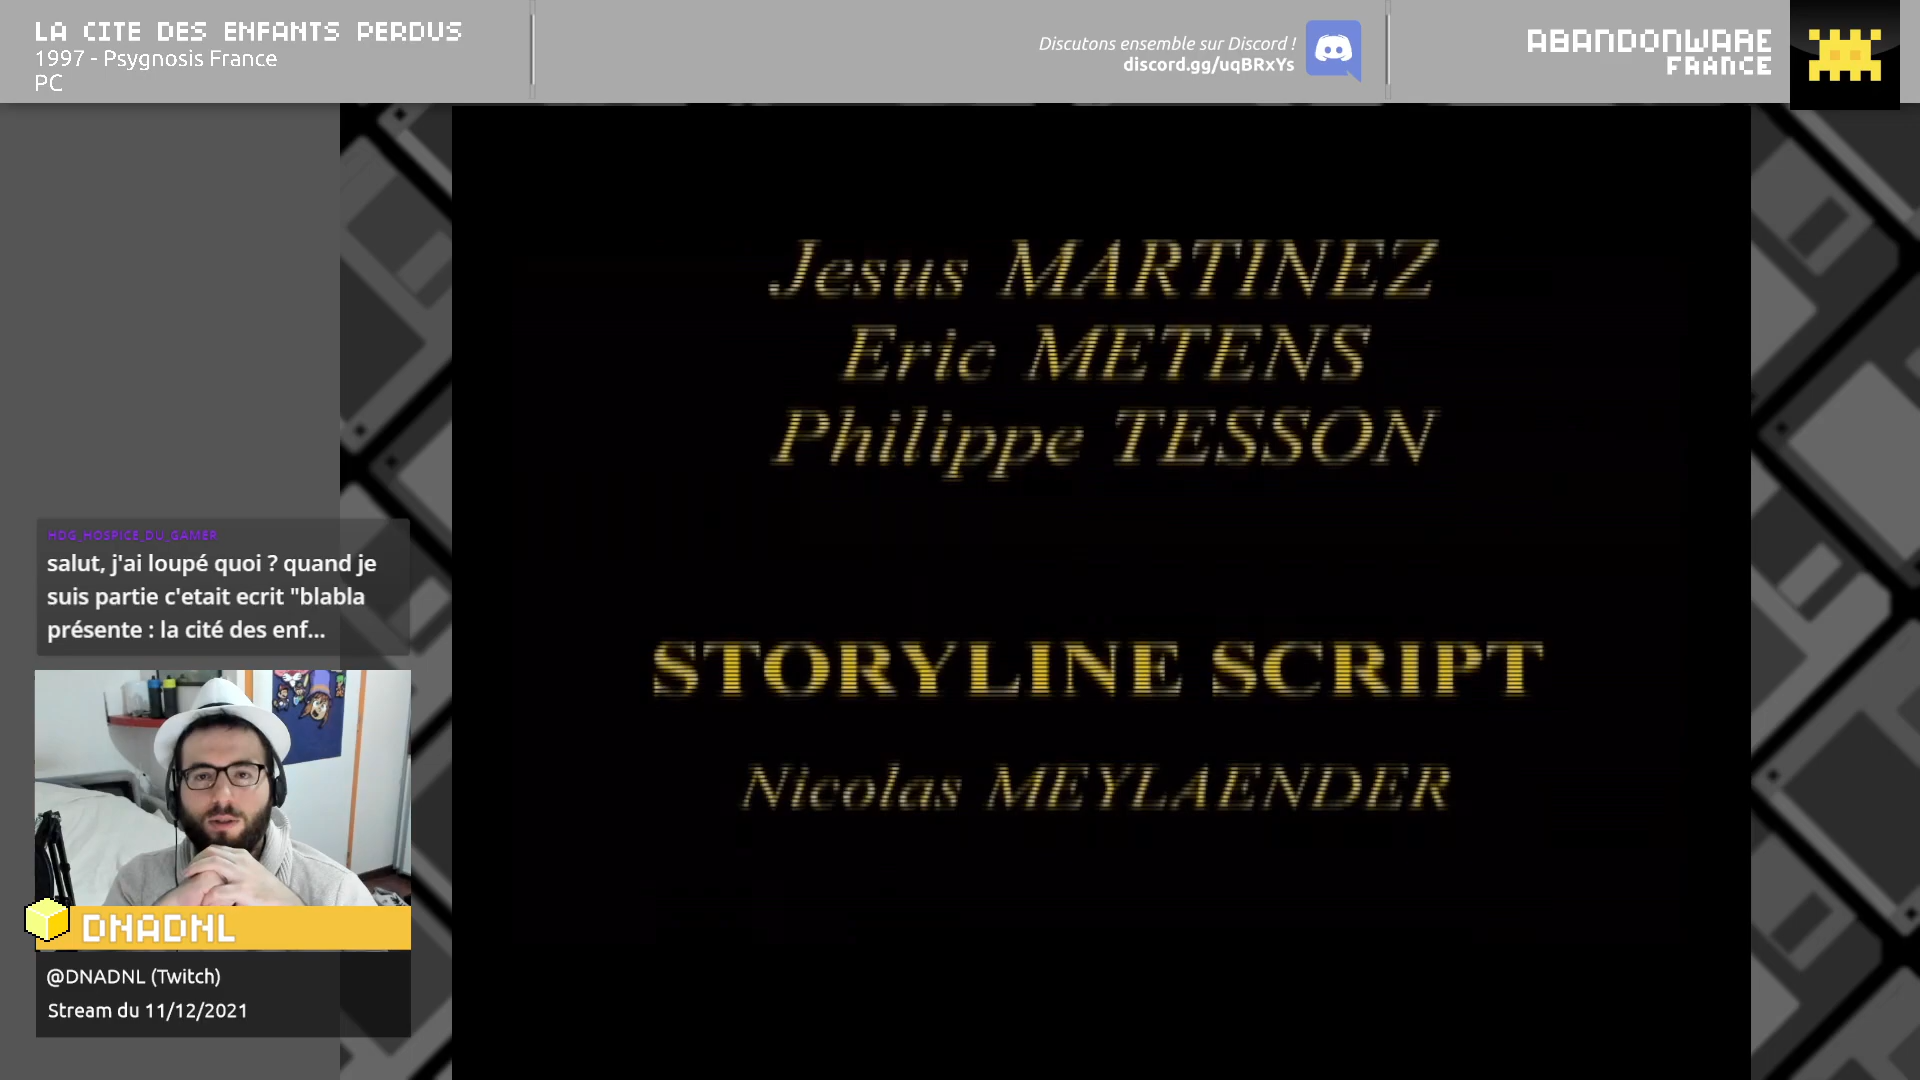 LA CITE DES ENFANTS PERDUS
1997 - Psygnosis France
PC
Discutons ensemble sur Discord !
discord.gg/uqBRxYs
ABANDONWARE
FRANCE
Jesus MARTINEZ
Eric METENS
Philippe TESSON
STORYLINE SCRIPT
Nicolas MEYLAENDER
HDG_HOSPICE_DU_GAMER
salut, j'ai loupé quoi ? quand je
suis partie c'etait ecrit "blabla
présente : la cité des enf...
DNADNL
@DNADNL (Twitch)
Stream du 11/12/2021